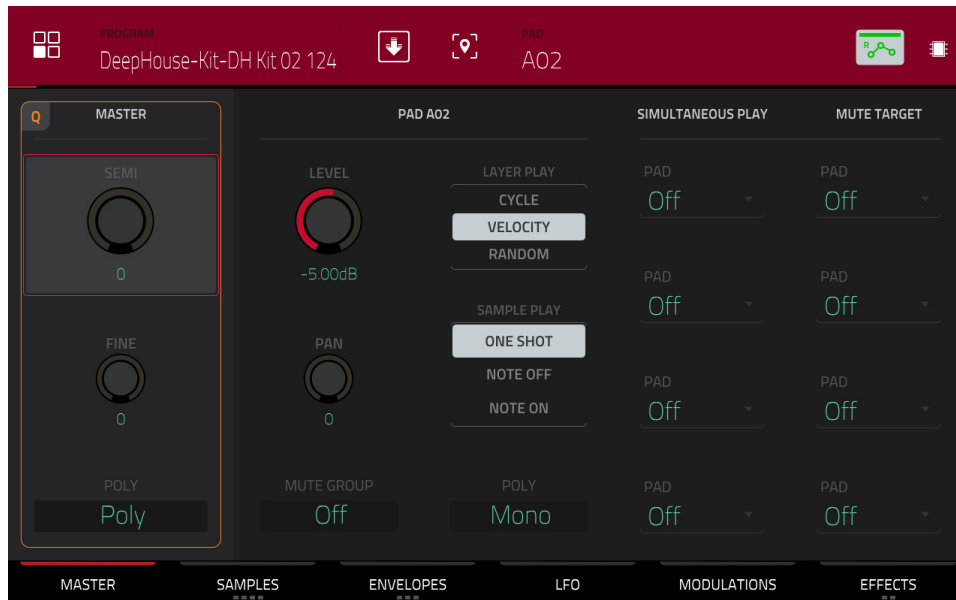 PROGRAM
DeepHouse-Kit-DH Kit 02 124
PAD
A02
R
Q
MASTER
SEMI
0
FINE
0
POLY
Poly
PAD A02
LEVEL
-5.00dB
PAN
0
MUTE GROUP
Off
LAYER PLAY
CYCLE
VELOCITY
RANDOM
SAMPLE PLAY
ONE SHOT
NOTE OFF
NOTE ON
POLY
Mono
SIMULTANEOUS PLAY
PAD
Off
PAD
Off
PAD
Off
PAD
Off
MUTE TARGET
PAD
Off
PAD
Off
PAD
Off
PAD
Off
MASTER
SAMPLES
ENVELOPES
LFO
MODULATIONS
EFFECTS